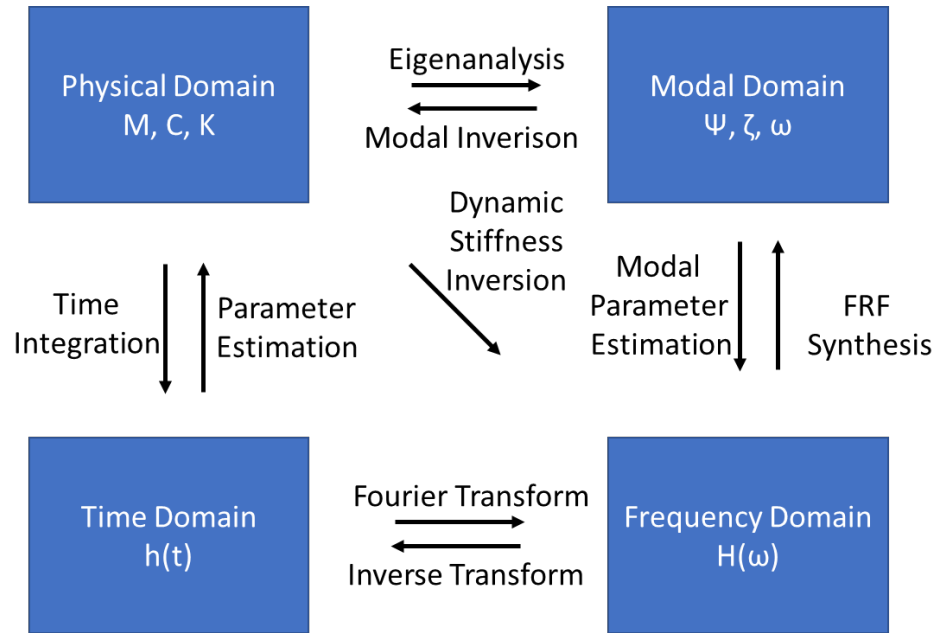 Physical Domain
M, C, K
Eigenanalysis
Modal Inverison
Modal Domain
Ψ, ζ, ω
Dynamic
Stiffness
Inversion
Time
Integration
Parameter
Estimation
Modal
Parameter
Estimation
FRF
Synthesis
Time Domain
h(t)
Fourier Transform
Inverse Transform
Frequency Domain
H(ω)